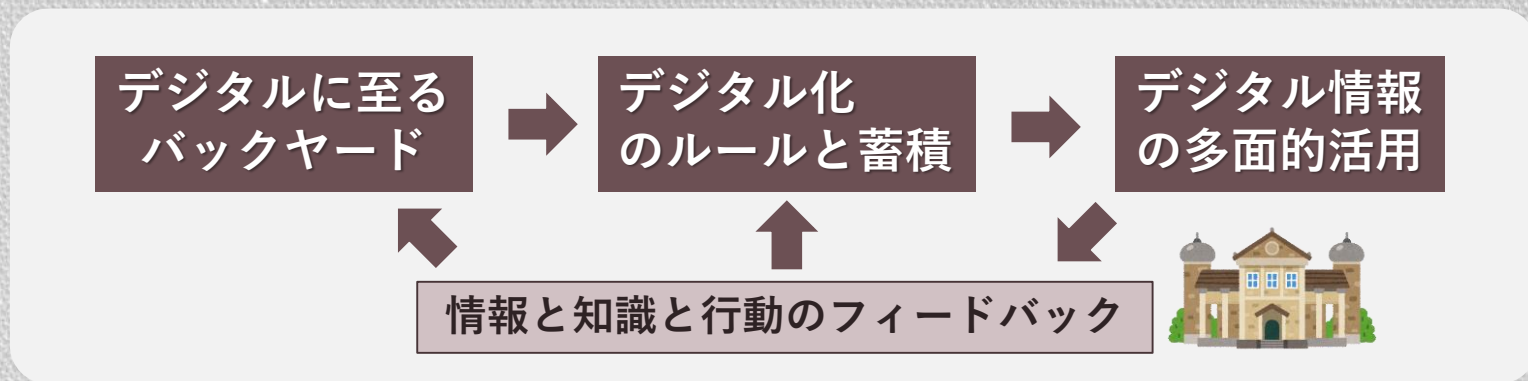 デジタルに至る
バックヤード
デジタル化
のルールと蓄積
デジタル情報
の多面的活用
情報と知識と行動のフィードバック